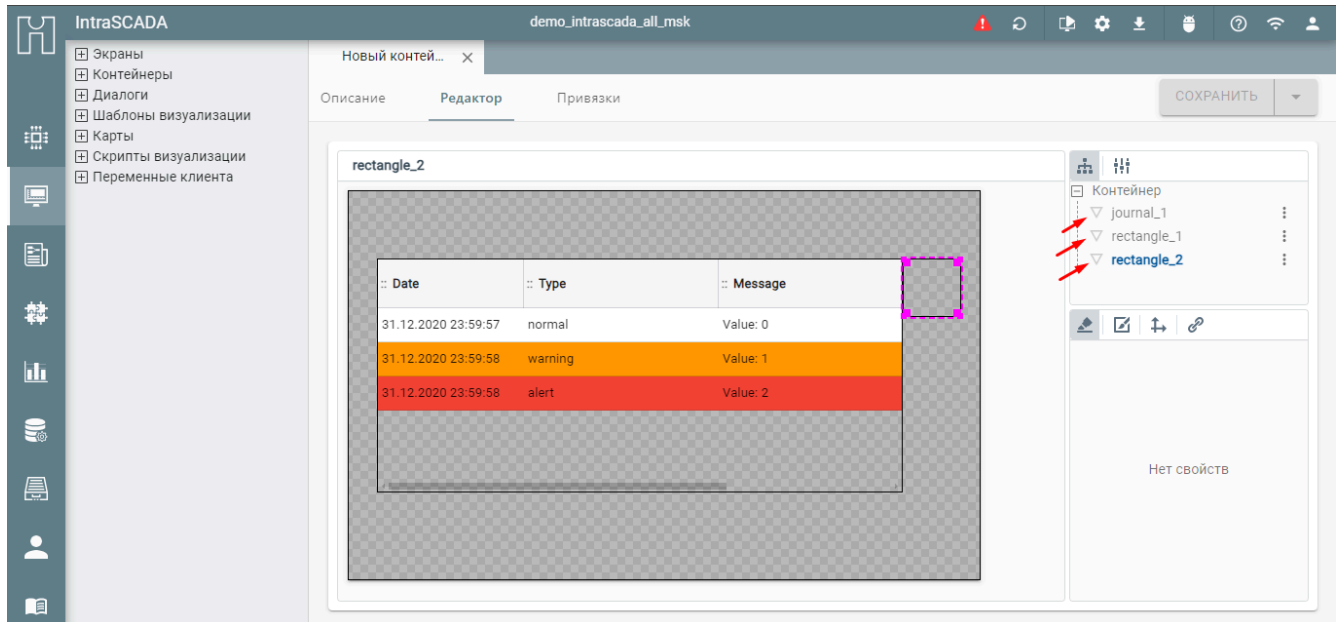 IntraSCADA
demo_intrascada_all_msk
Экраны
Контейнеры
Диалоги
Шаблоны визуализации
Карты
Скрипты визуализации
Переменные клиента
Новый контей...
Описание
Редактор
Привязки
СОХРАНИТЬ
rectangle_2
:: Date
:: Type
:: Message
31.12.2020 23:59:57 normal Value: 0
31.12.2020 23:59:58 warning Value: 1
31.12.2020 23:59:58 alert Value: 2
Контейнер
journal_1
rectangle_1
rectangle_2
Нет свойств